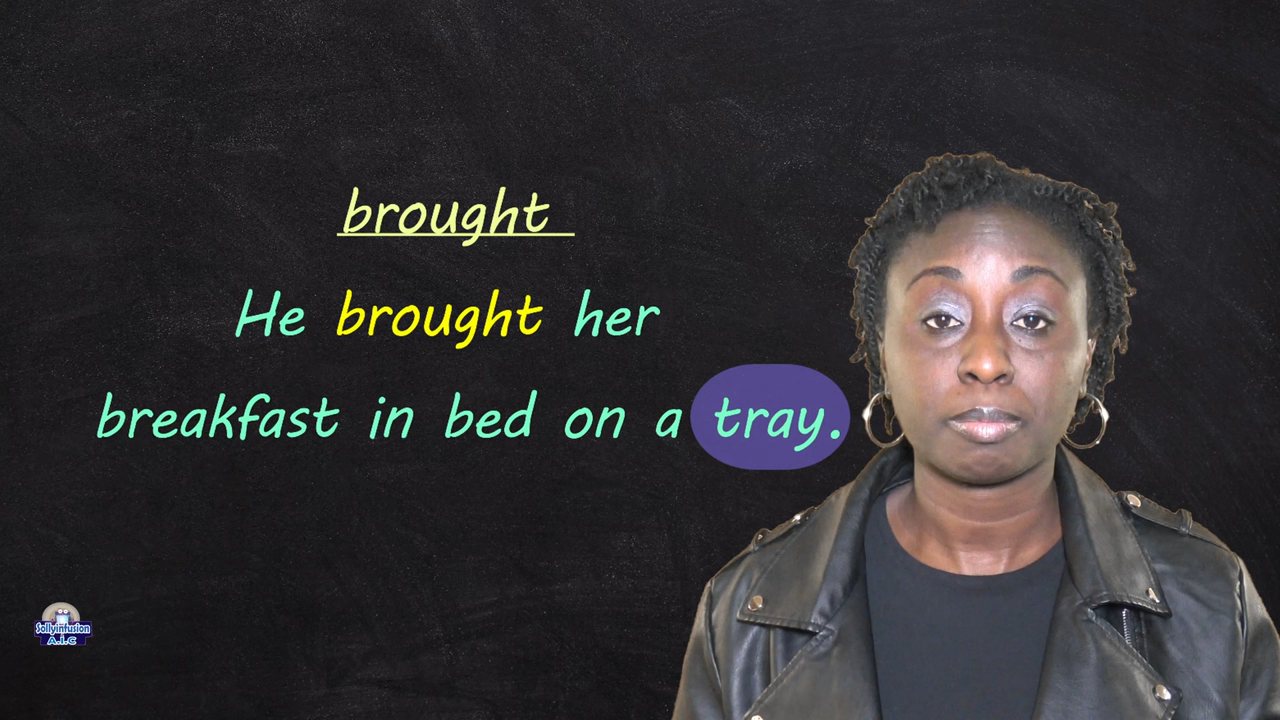 brought
He brought her
breakfast in bed on a tray.
Sollyinfusion
A.I.C